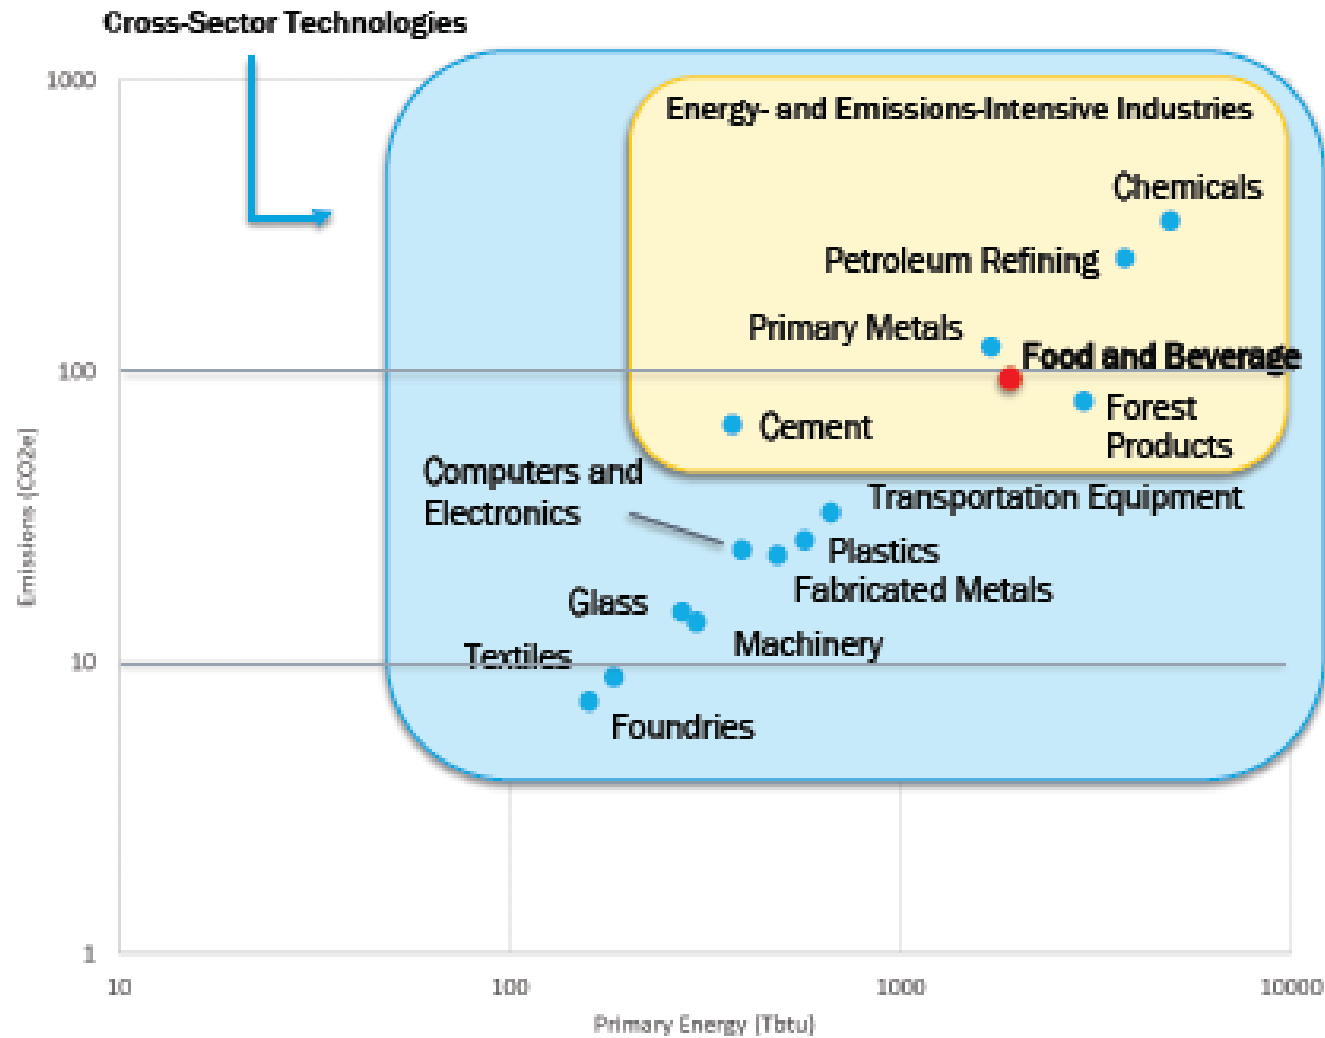 Cross-Sector Technologies
1000
Energy- and Emissions-Intensive Industries
Chemicals
Petroleum Refining
Primary Metals
Food and Beverage
100
Forest
Products
Cement
Computers and
Electronics
Transportation Equipment
Plastics
Fabricated Metals
Glass
Machinery
Textiles
10
Foundries
Emissions (CO2e)
1
10
100
1000
10000
Primary Energy (Tbtu)